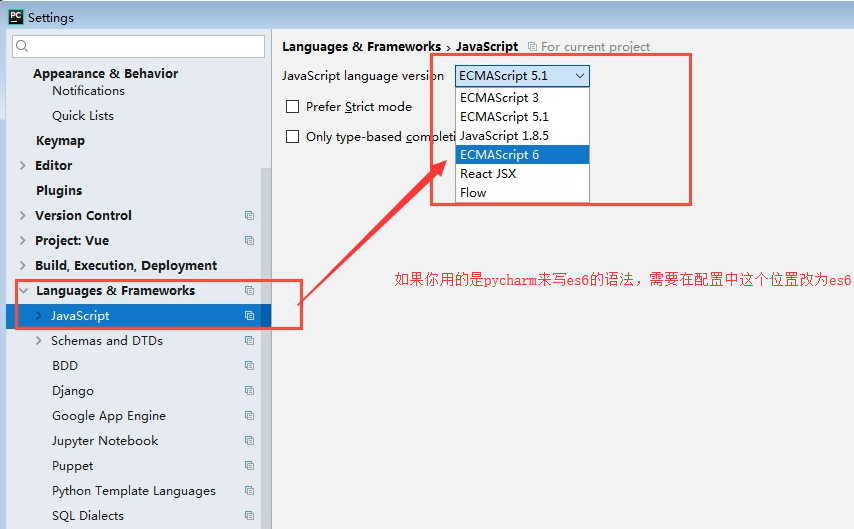 PC Settings
Appearance & Behavior
Notifications
Quick Lists
Keymap
Editor
Plugins
Version Control
Project: Vue
Build, Execution, Deployment
Languages & Frameworks
JavaScript
Schemas and DTDs
BDD
Django
Google App Engine
Jupyter Notebook
Puppet
Python Template Languages
SQL Dialects
Languages & Frameworks › JavaScript For current project
JavaScript language version ECMAScript 5.1
Prefer Strict mode
Only type-based completi
ECMAScript 3
ECMAScript 5.1
JavaScript 1.8.5
ECMAScript 6
React JSX
Flow
如果你用的是pycharm来写es6的语法，需要在配置中这个位置改为es6